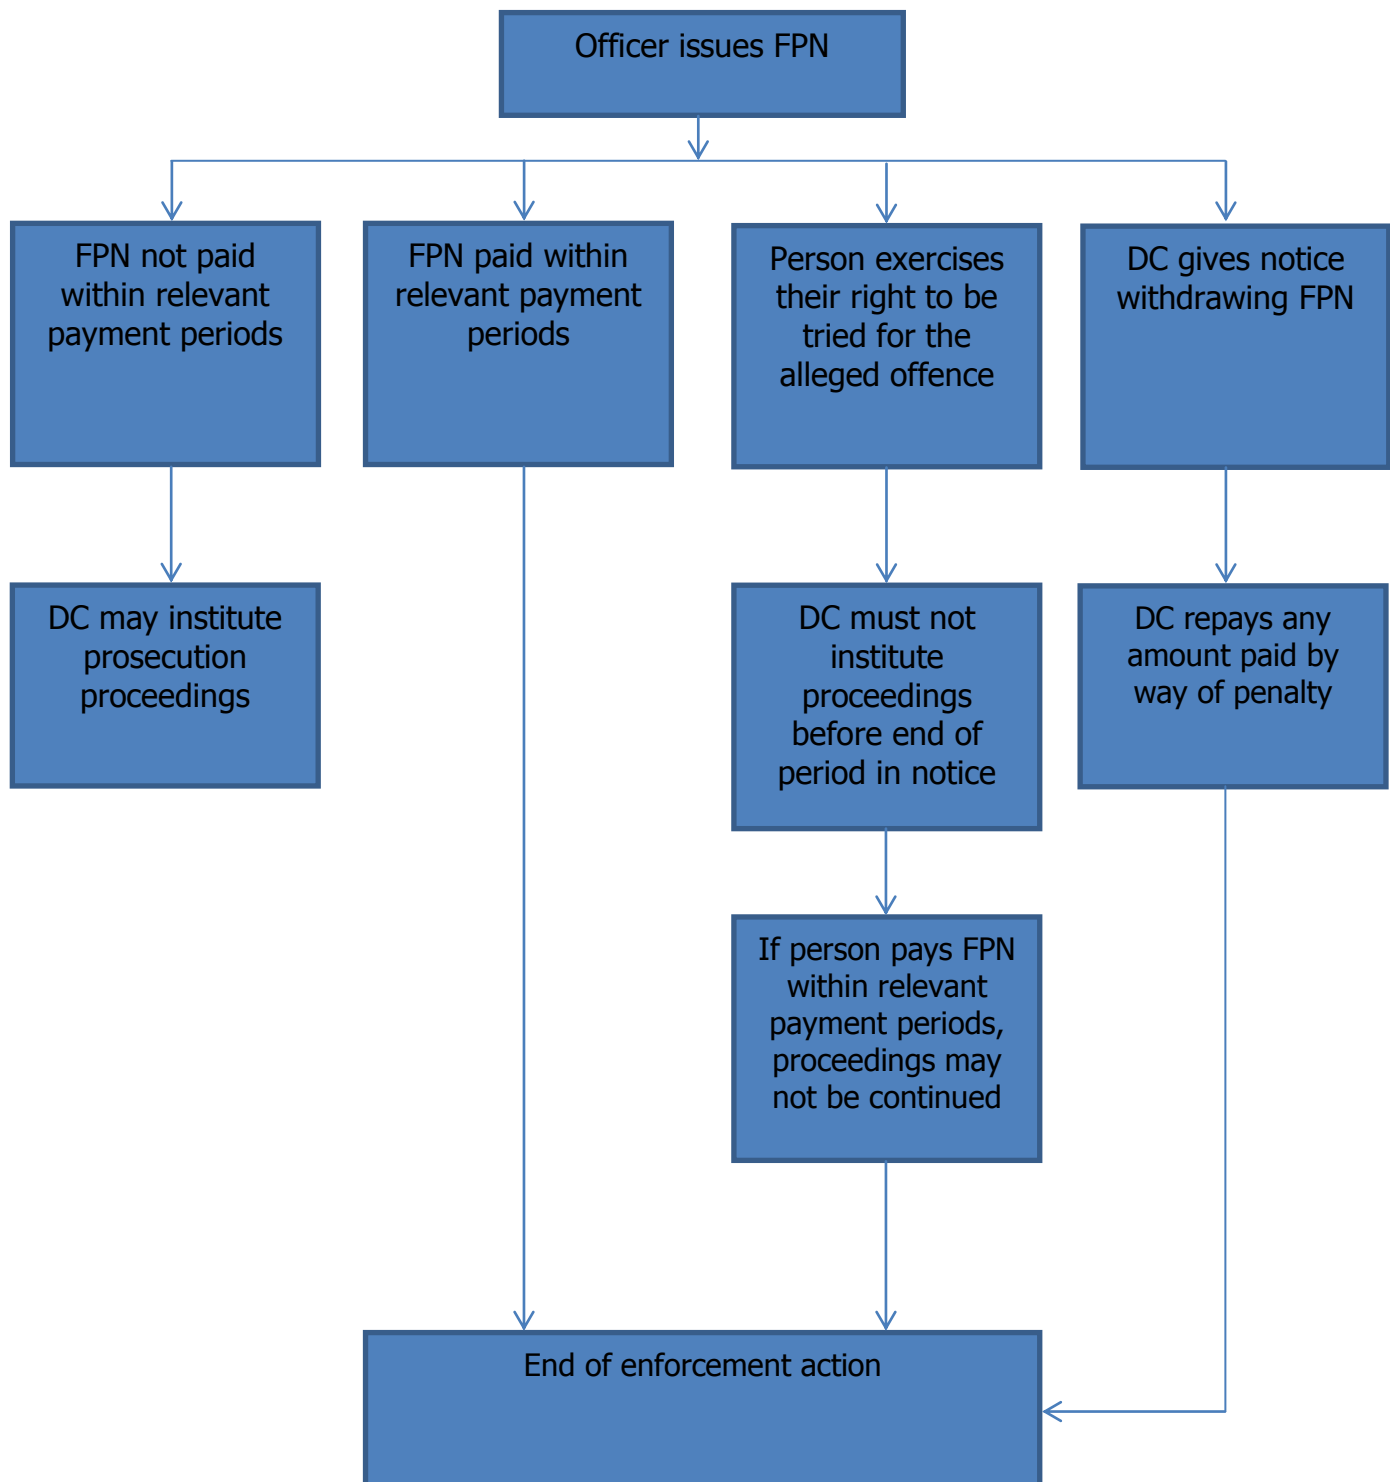 Officer issues FPN
FPN not paid
within relevant
payment periods
FPN paid within
relevant payment
periods
Person exercises
their right to be
tried for the
alleged offence
DC gives notice
withdrawing FPN
DC may institute
prosecution
proceedings
DC must not
institute
proceedings
before end of
period in notice
DC repays any
amount paid by
way of penalty
If person pays FPN
within relevant
payment periods,
proceedings may
not be continued
End of enforcement action